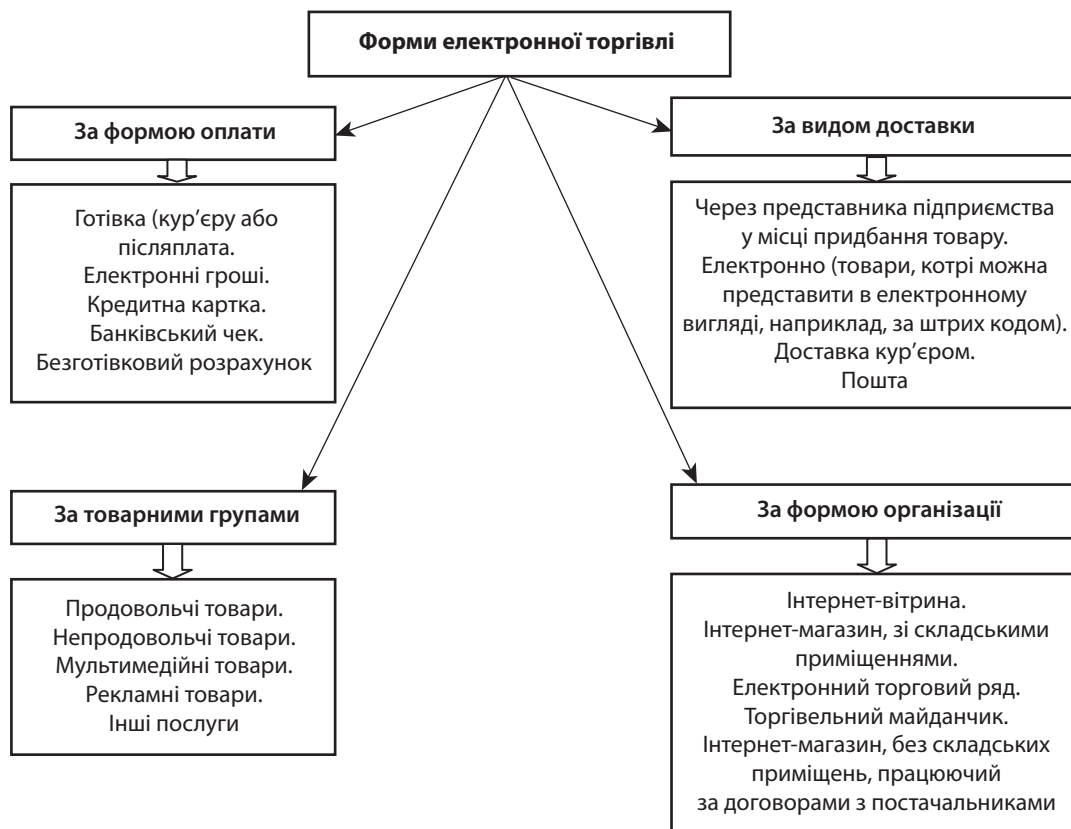 Форми електронної торгівлі
За формою оплати
Готівка (кур’єру або
післяплата.
Електронні гроші.
Кредитна картка.
Банківський чек.
Безготівковий розрахунок
За видом доставки
Через представника підприємства
у місці придбання товару.
Електронно (товари, котрі можна
представити в електронному
вигляді, наприклад, за штрих кодом).
Доставка кур’єром.
Пошта
За товарними групами
Продовольчі товари.
Непродовольчі товари.
Мультимедійні товари.
Рекламні товари.
Інші послуги
За формою організації
Інтернет-вітрина.
Інтернет-магазин, зі складськими
приміщеннями.
Електронний торговий ряд.
Торгівельний майданчик.
Інтернет-магазин, без складських
приміщень, працюючий
за договорами з постачальниками